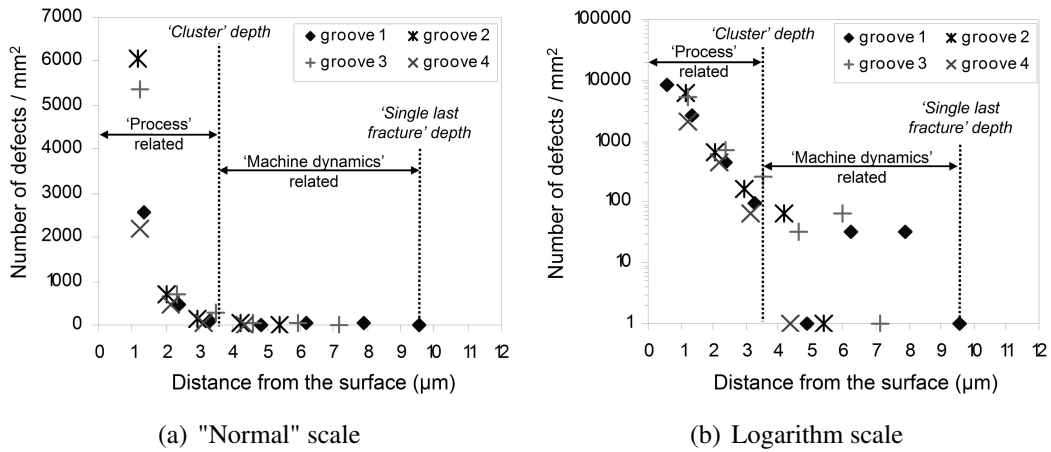 7000
6000
5000
4000
3000
2000
1000
0
Number of defects / mm2
'Cluster' depth
◆ groove 1 ✱ groove 2
+ groove 3 × groove 4
'Process'
related
'Single last
fracture' depth
'Machine dynamics'
related
0 1 2 3 4 5 6 7 8 9 10 11 12
Distance from the surface (µm)
(a) "Normal" scale
100000
10000
1000
100
10
1
Number of defects / mm2
'Cluster' depth
◆ groove 1 ✱ groove 2
+ groove 3 × groove 4
'Process'
related
'Single last
fracture' depth
'Machine dynamics'
related
0 1 2 3 4 5 6 7 8 9 10 11 12
Distance from the surface (µm)
(b) Logarithm scale